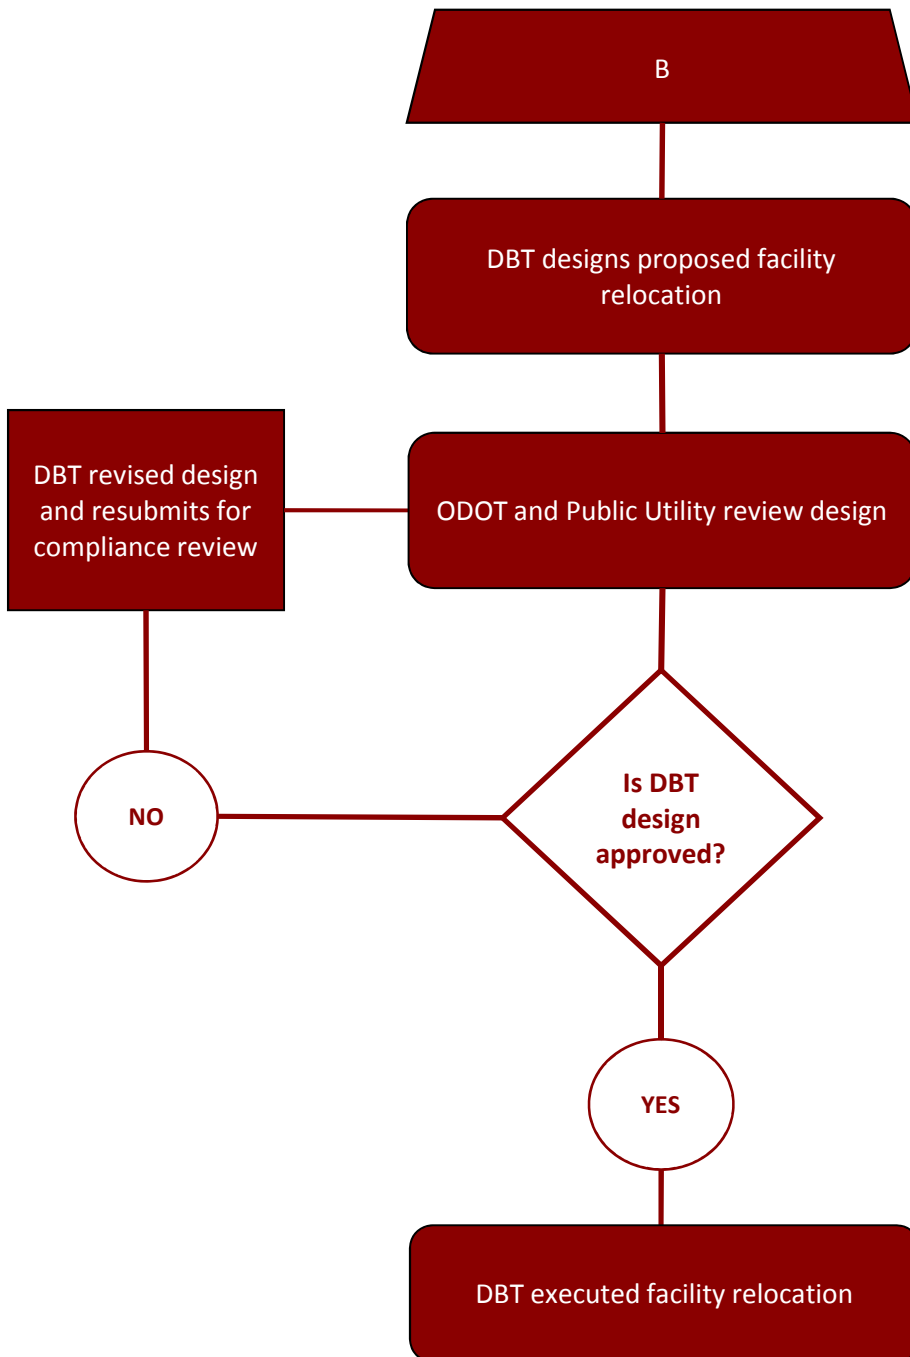 B
DBT designs proposed facility
relocation
DBT revised design
and resubmits for
compliance review
ODOT and Public Utility review design
Is DBT
design
approved?
NO
YES
DBT executed facility relocation